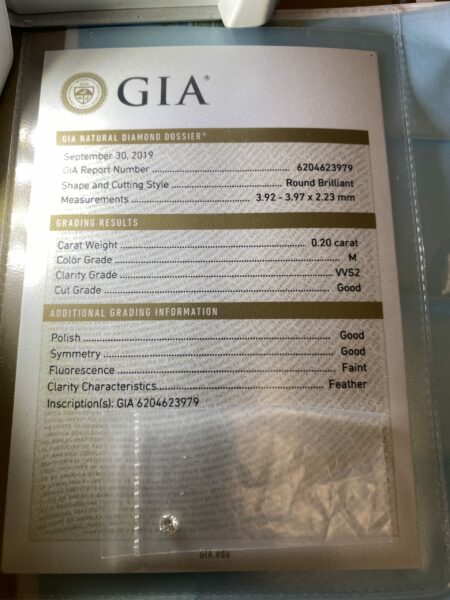 GIA®
GIA NATURAL DIAMOND DOSSIER®
September 30, 2019
GIA Report Number ........................ 6204623979
Shape and Cutting Style ........................ Round Brilliant
Measurements ........................ 3.92 - 3.97 x 2.23 mm
GRADING RESULTS
Carat Weight ........................ 0.20 carat
Color Grade ........................ M
Clarity Grade ........................ VVS2
Cut Grade ........................ Good
ADDITIONAL GRADING INFORMATION
Polish ........................ Good
Symmetry ........................ Good
Fluorescence ........................ Faint
Clarity Characteristics ........................ Feather
Inscription(s): GIA 6204623979
GIA.edu